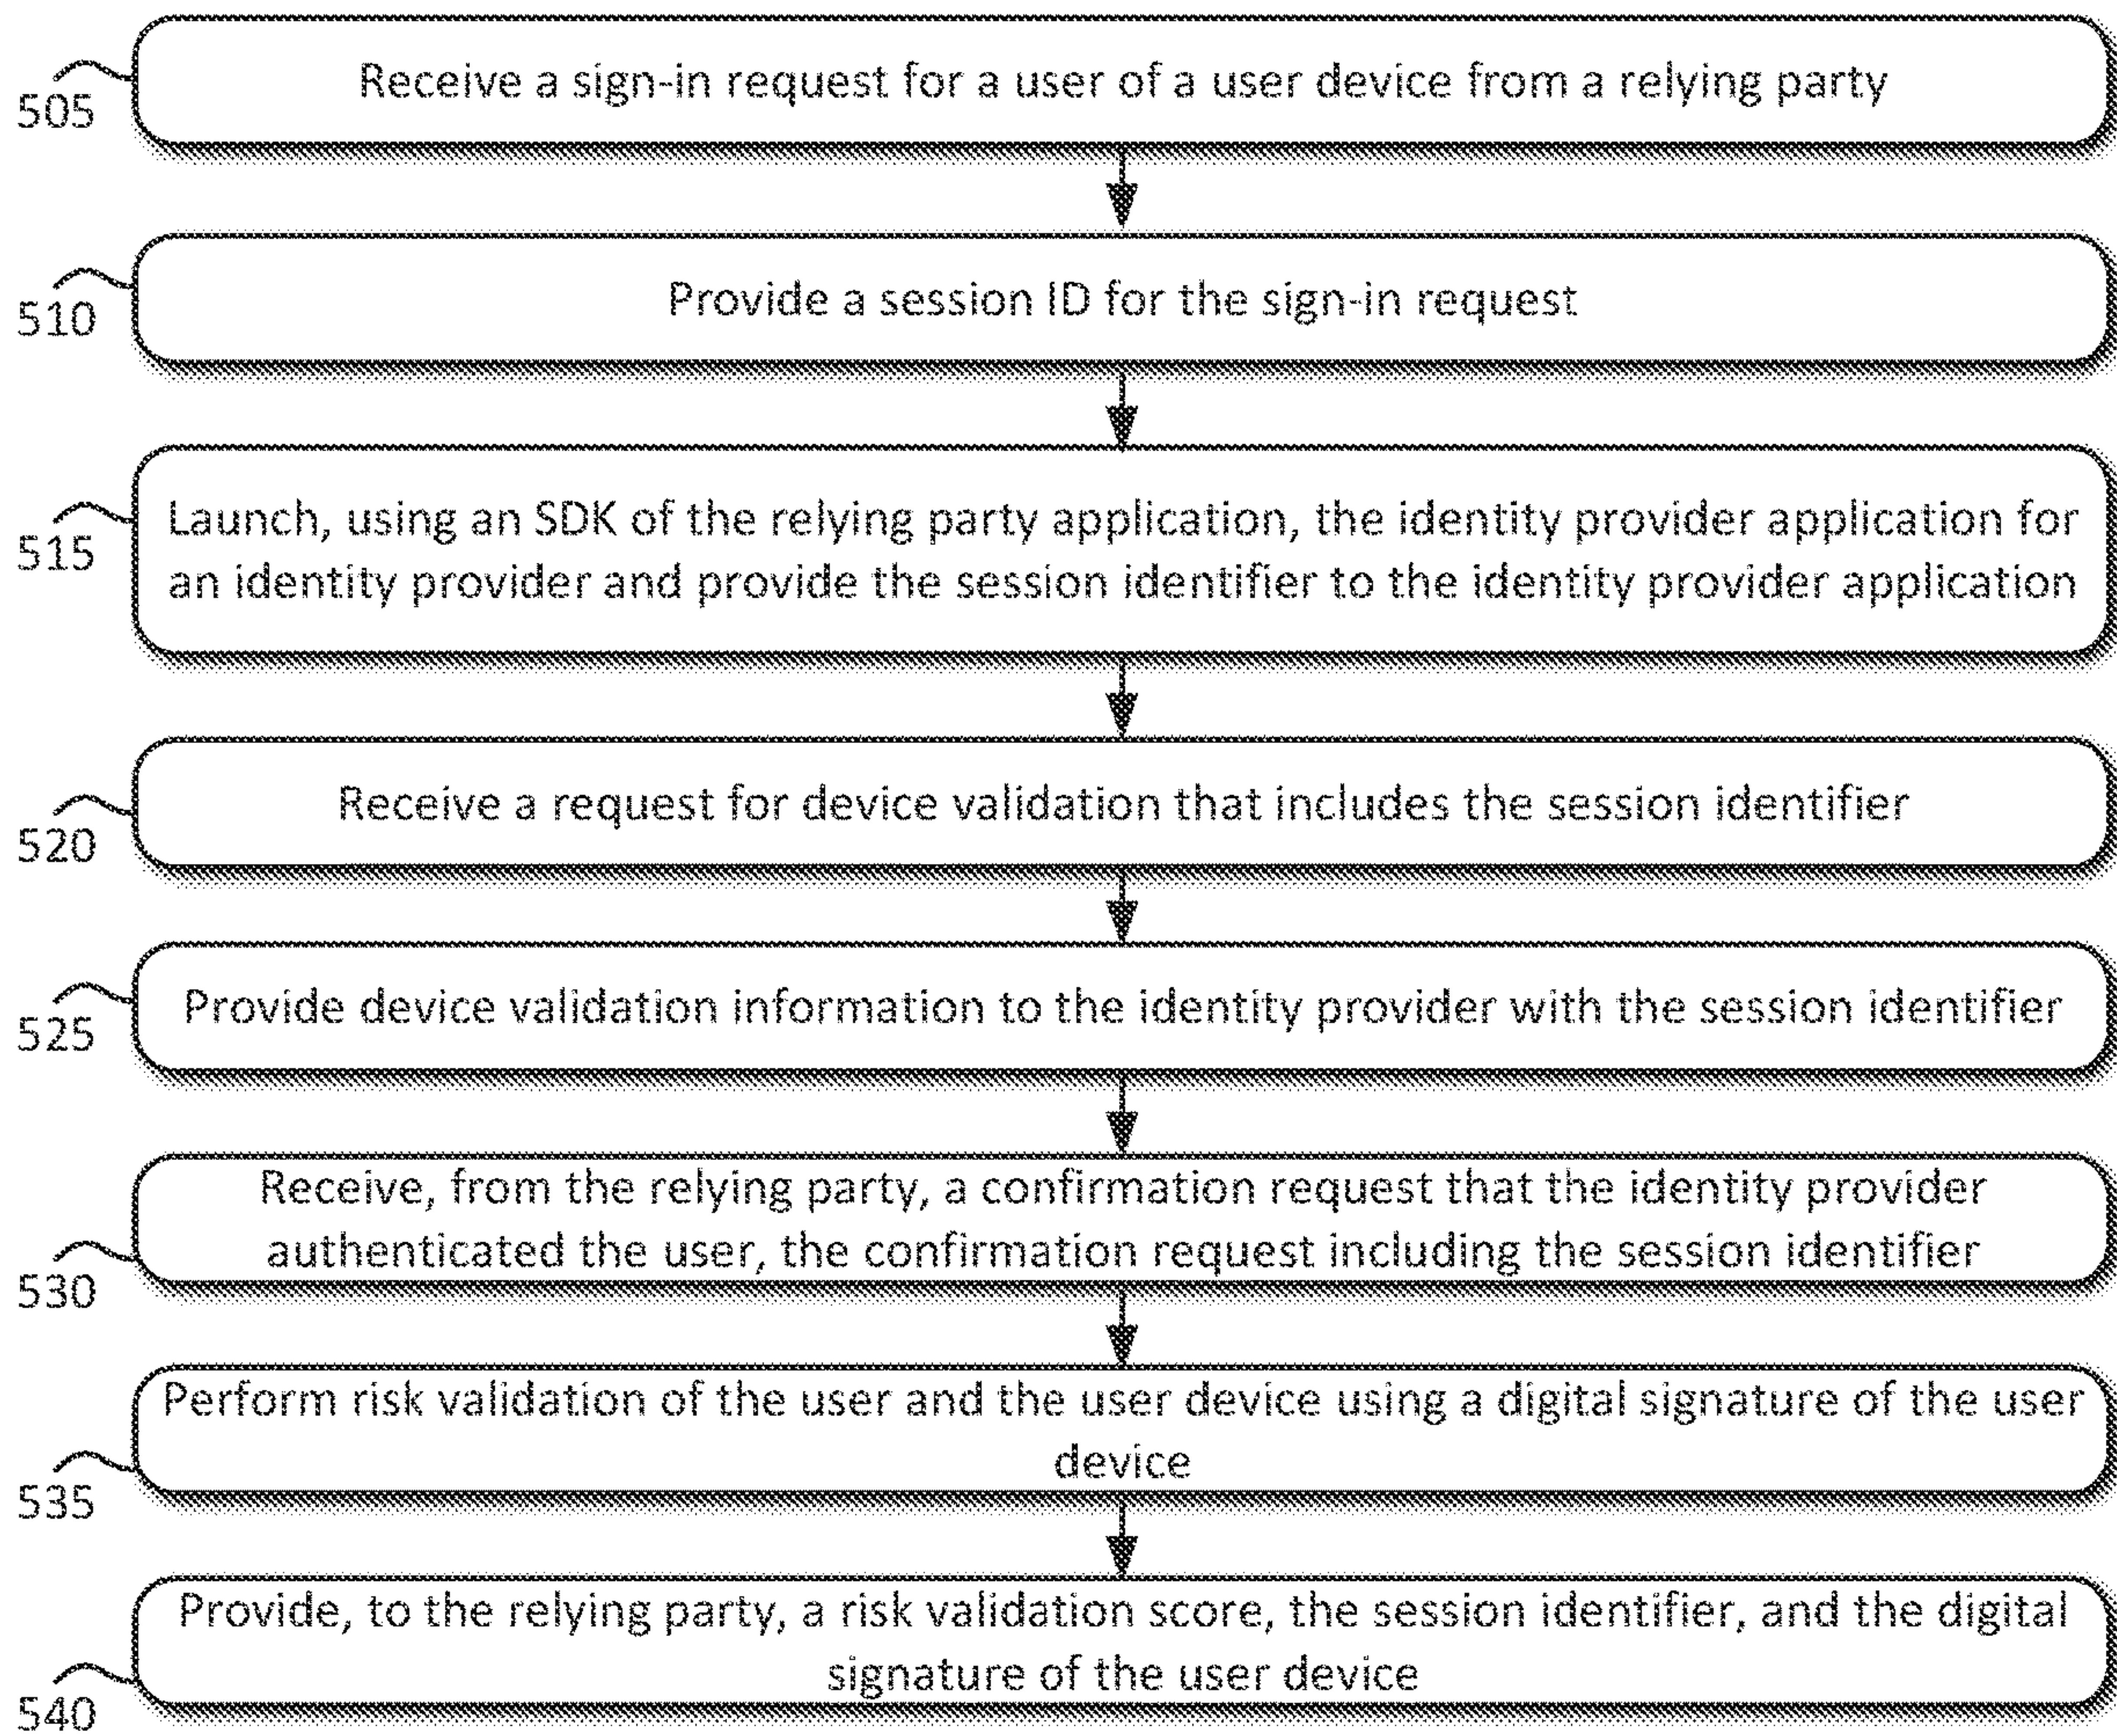 Receive a sign-in request for a user of a user device from a relying party
505
Provide a session ID for the sign-in request
510
Launch, using an SDK of the relying party application, the identity provider application for
an identity provider and provide the session identifier to the identity provider application
515
Receive a request for device validation that includes the session identifier
520
Provide device validation information to the identity provider with the session identifier
525
Receive, from the relying party, a confirmation request that the identity provider
authenticated the user, the confirmation request including the session identifier
530
Perform risk validation of the user and the user device using a digital signature of the user
device
535
Provide, to the relying party, a risk validation score, the session identifier, and the digital
signature of the user device
540